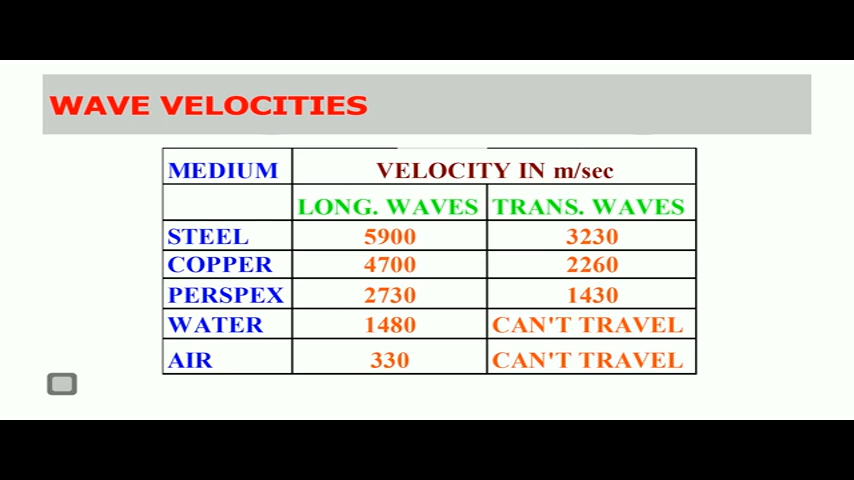 WAVE VELOCITIES
MEDIUM VELOCITY IN m/sec
LONG. WAVES TRANS. WAVES
STEEL 5900 3230
COPPER 4700 2260
PERSPEX 2730 1430
WATER 1480 CAN'T TRAVEL
AIR 330 CAN'T TRAVEL